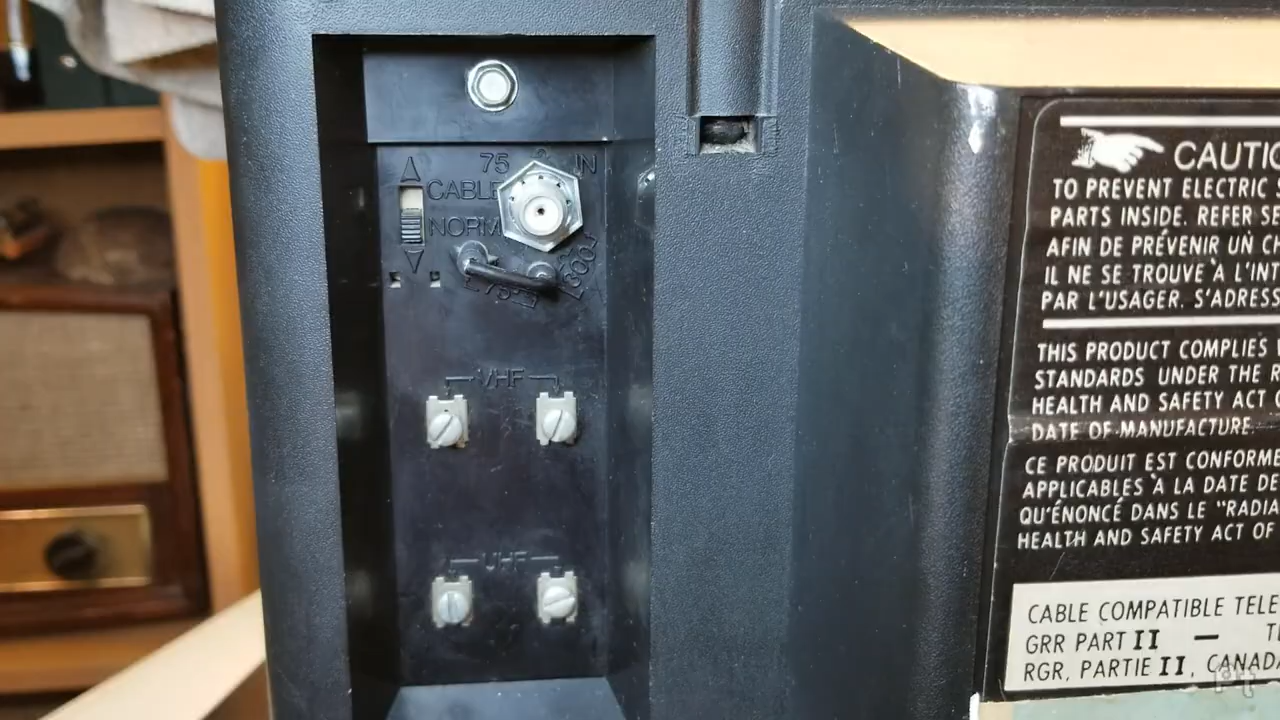 75 IN
CABLE
NORM
75
300
VHF
UHF
CAUTIO
TO PREVENT ELECTRIC S
PARTS INSIDE. REFER SE
AFIN DE PRÉVENIR UN CH
IL NE SE TROUVE À L'INT
PAR L'USAGER. S'ADRESS
THIS PRODUCT COMPLIES W
STANDARDS UNDER THE R
HEALTH AND SAFETY ACT O
DATE OF MANUFACTURE.
CE PRODUIT EST CONFORME
APPLICABLES À LA DATE DE
QU'ÉNONCÉ DANS LE "RADIA
HEALTH AND SAFETY ACT OF
CABLE COMPATIBLE TELE
GRR PART II — T
RGR, PARTIE II, CANADA